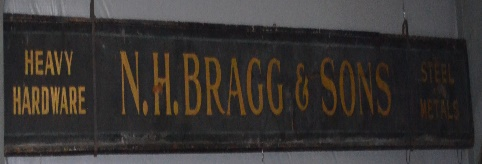 HEAVY
HARDWARE
N.H. BRAGG & SONS
STEEL
METALS